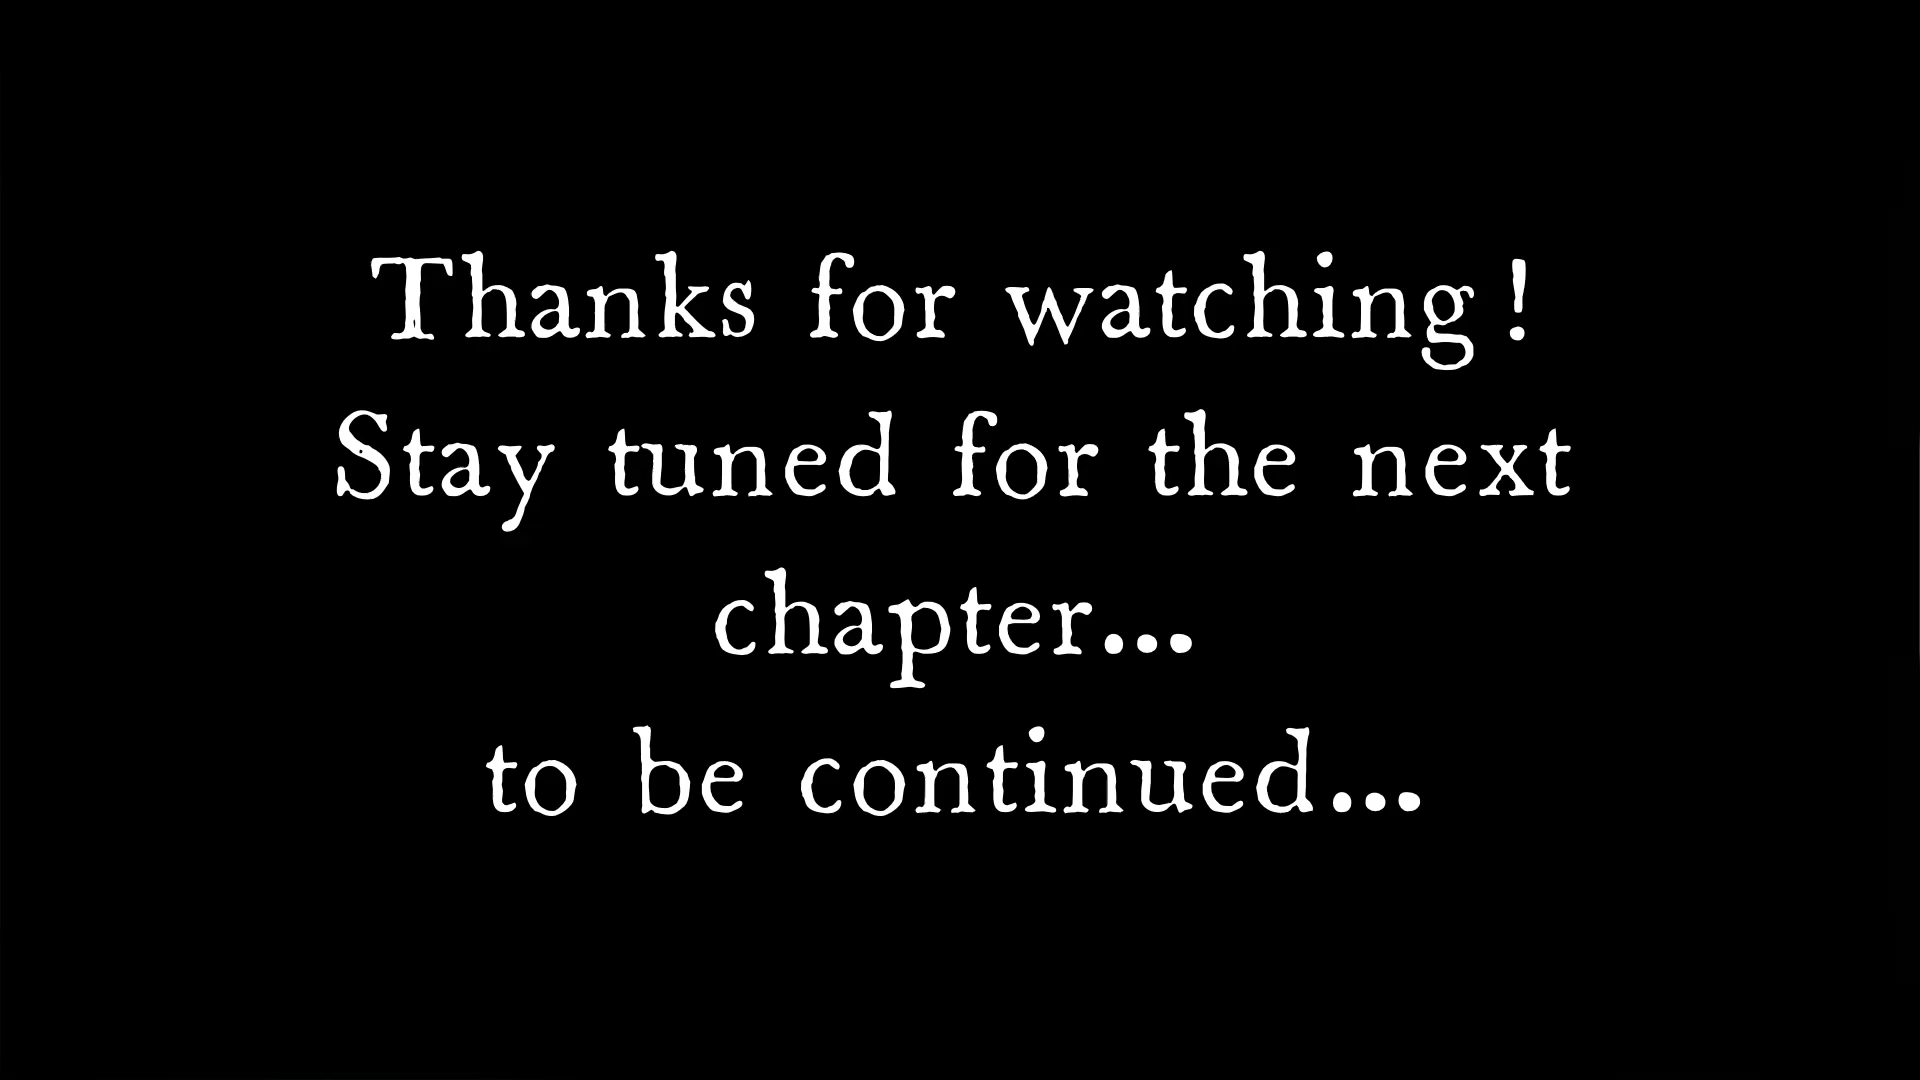 Thanks for watching!
Stay tuned for the next
chapter...
to be continued...